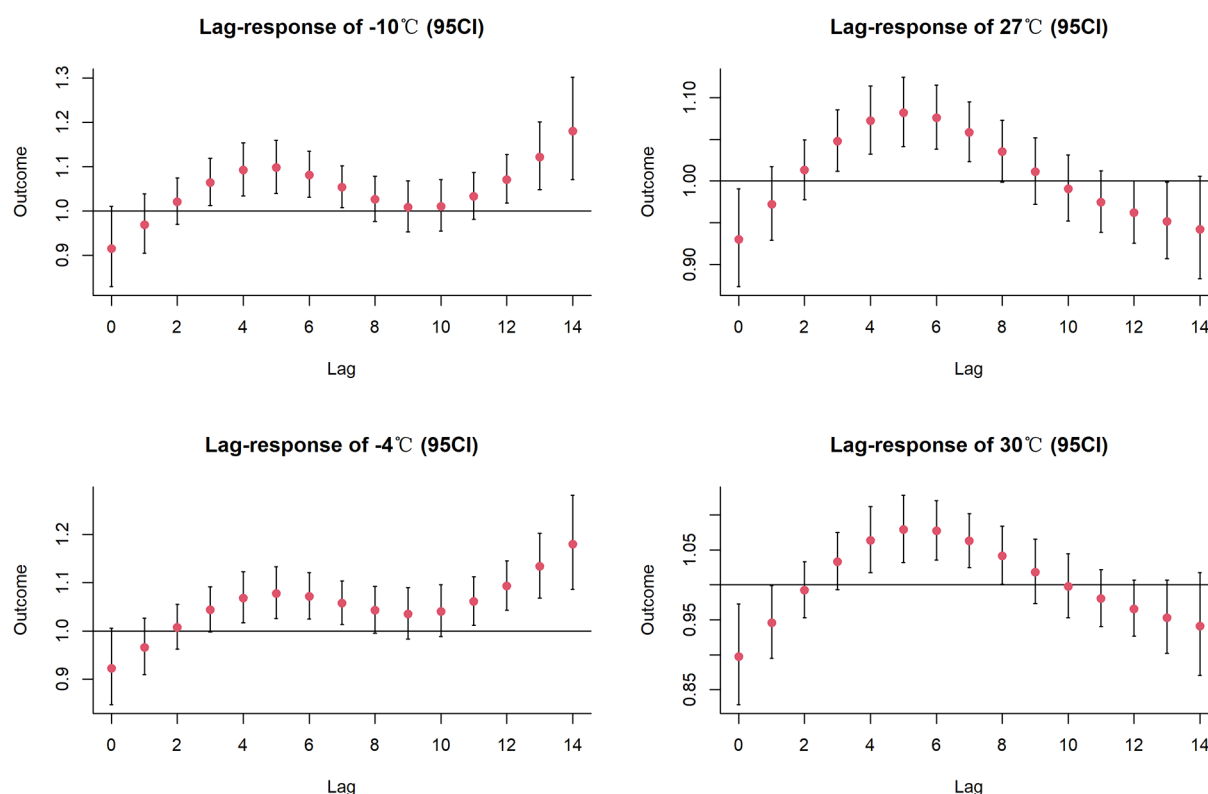 Lag-response of -10℃ (95CI)
Outcome
1.3
1.2
1.1
1.0
0.9
0 2 4 6 8 10 12 14
Lag
Lag-response of 27℃ (95CI)
Outcome
1.10
1.00
0.90
0 2 4 6 8 10 12 14
Lag
Lag-response of -4℃ (95CI)
Outcome
1.2
1.1
1.0
0.9
0 2 4 6 8 10 12 14
Lag
Lag-response of 30℃ (95CI)
Outcome
1.05
0.95
0.85
0 2 4 6 8 10 12 14
Lag